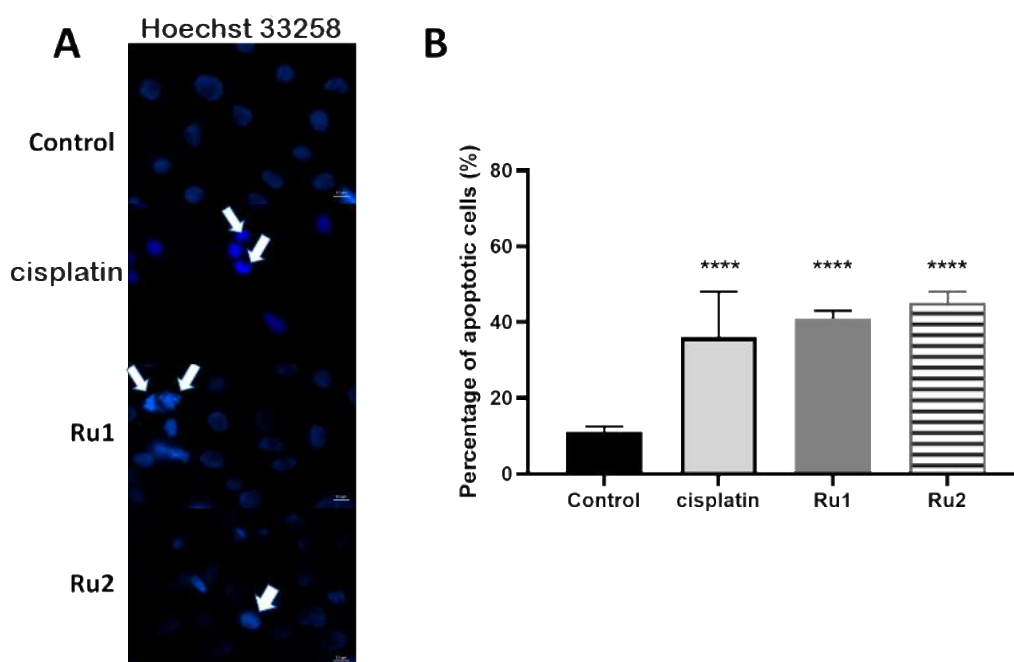 A
Hoechst 33258
Control
cisplatin
Ru1
Ru2
B
Percentage of apoptotic cells (%)
80
60
40
20
0
****
****
****
Control
cisplatin
Ru1
Ru2